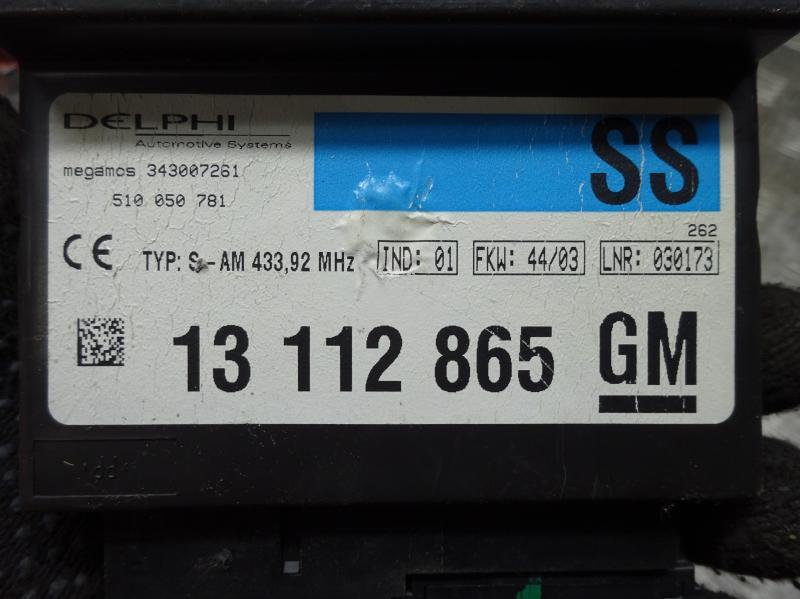 DELPHI
Automotive Systems
SS
megamos 343007261
510 050 781
262
CE TYP: S -AM 433,92 MHz IND: 01 FKW: 44/03 LNR: 030173
13 112 865 GM